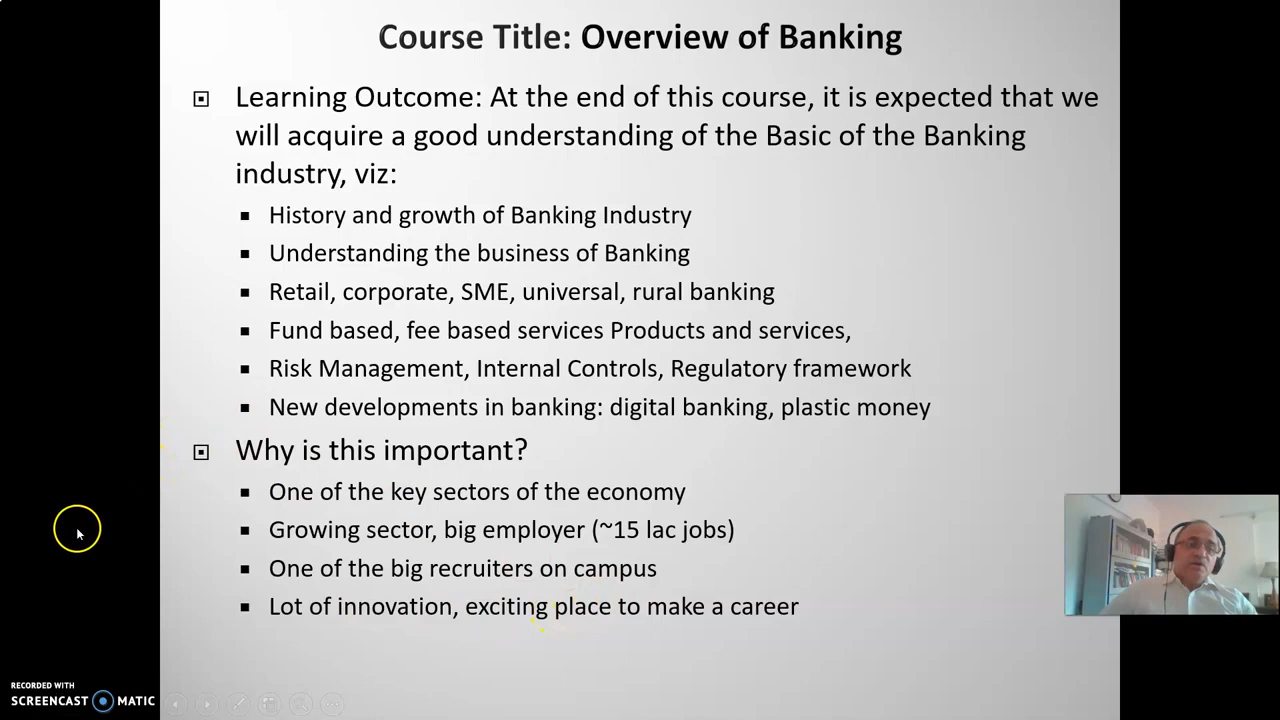 Course Title: Overview of Banking
Learning Outcome: At the end of this course, it is expected that we
will acquire a good understanding of the Basic of the Banking
industry, viz:
History and growth of Banking Industry
Understanding the business of Banking
Retail, corporate, SME, universal, rural banking
Fund based, fee based services Products and services,
Risk Management, Internal Controls, Regulatory framework
New developments in banking: digital banking, plastic money
Why is this important?
One of the key sectors of the economy
Growing sector, big employer (~15 lac jobs)
One of the big recruiters on campus
Lot of innovation, exciting place to make a career
RECORDED WITH
SCREENCAST MATIC